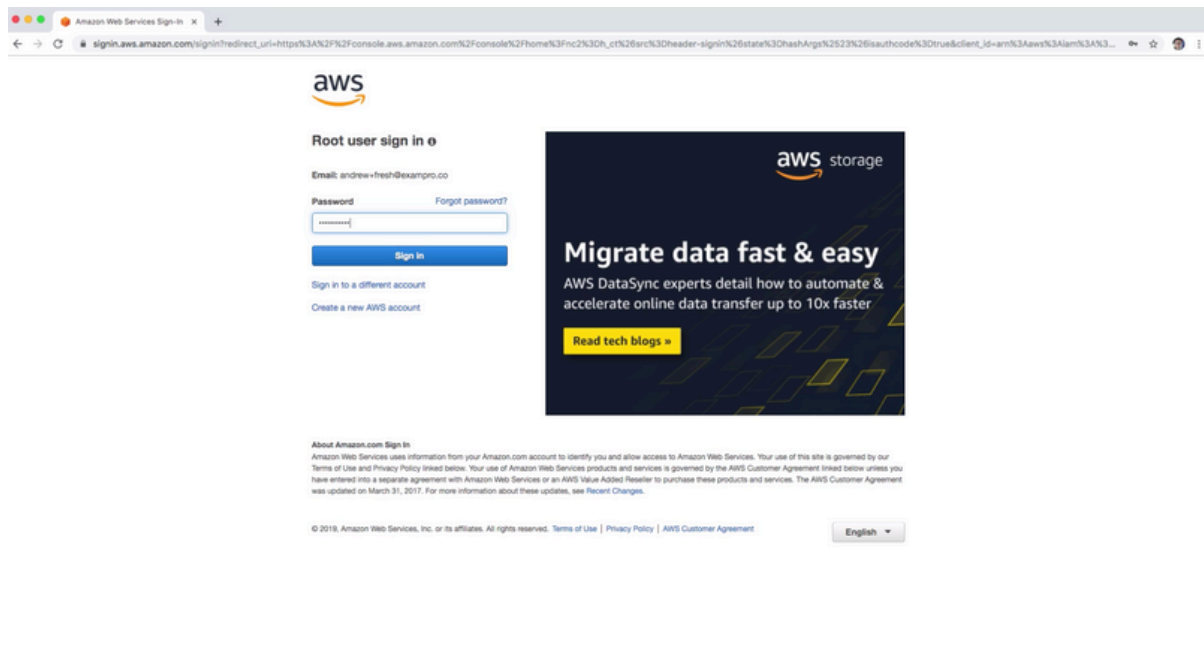 Amazon Web Services Sign-In
signin.aws.amazon.com/signin?redirect_uri=https%3A%2F%2Fconsole.aws.amazon.com%2Fconsole%2Fhome%3Fnc2%3Dh_ct%26src%3Dheader-signin%26state%3DhashArgs%2523%26isauthcode%3Dtrue&client_id=arn%3Aaws%3Aiam%3A%3...
aws
Root user sign in
Email: andrew+fresh@exampro.co
Password Forgot password?
Sign in
Sign in to a different account
Create a new AWS account
aws storage
Migrate data fast & easy
AWS DataSync experts detail how to automate &
accelerate online data transfer up to 10x faster
Read tech blogs »
About Amazon.com Sign In
Amazon Web Services uses information from your Amazon.com account to identify you and allow access to Amazon Web Services. Your use of this site is governed by our
Terms of Use and Privacy Policy linked below. Your use of Amazon Web Services products and services is governed by the AWS Customer Agreement linked below unless you
have entered into a separate agreement with Amazon Web Services or an AWS Value Added Reseller to purchase these products and services. The AWS Customer Agreement
was updated on March 31, 2017. For more information about these updates, see Recent Changes.
© 2019, Amazon Web Services, Inc. or its affiliates. All rights reserved. Terms of Use | Privacy Policy | AWS Customer Agreement
English